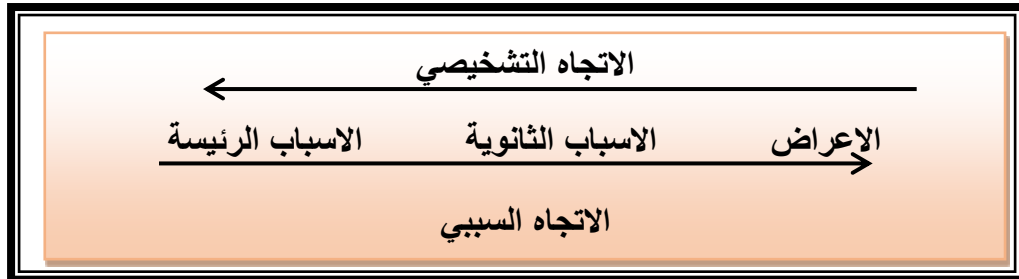 الاتجاه التشخيصي
الاعراض الاسباب الثانوية الاسباب الرئيسة
الاتجاه السببي